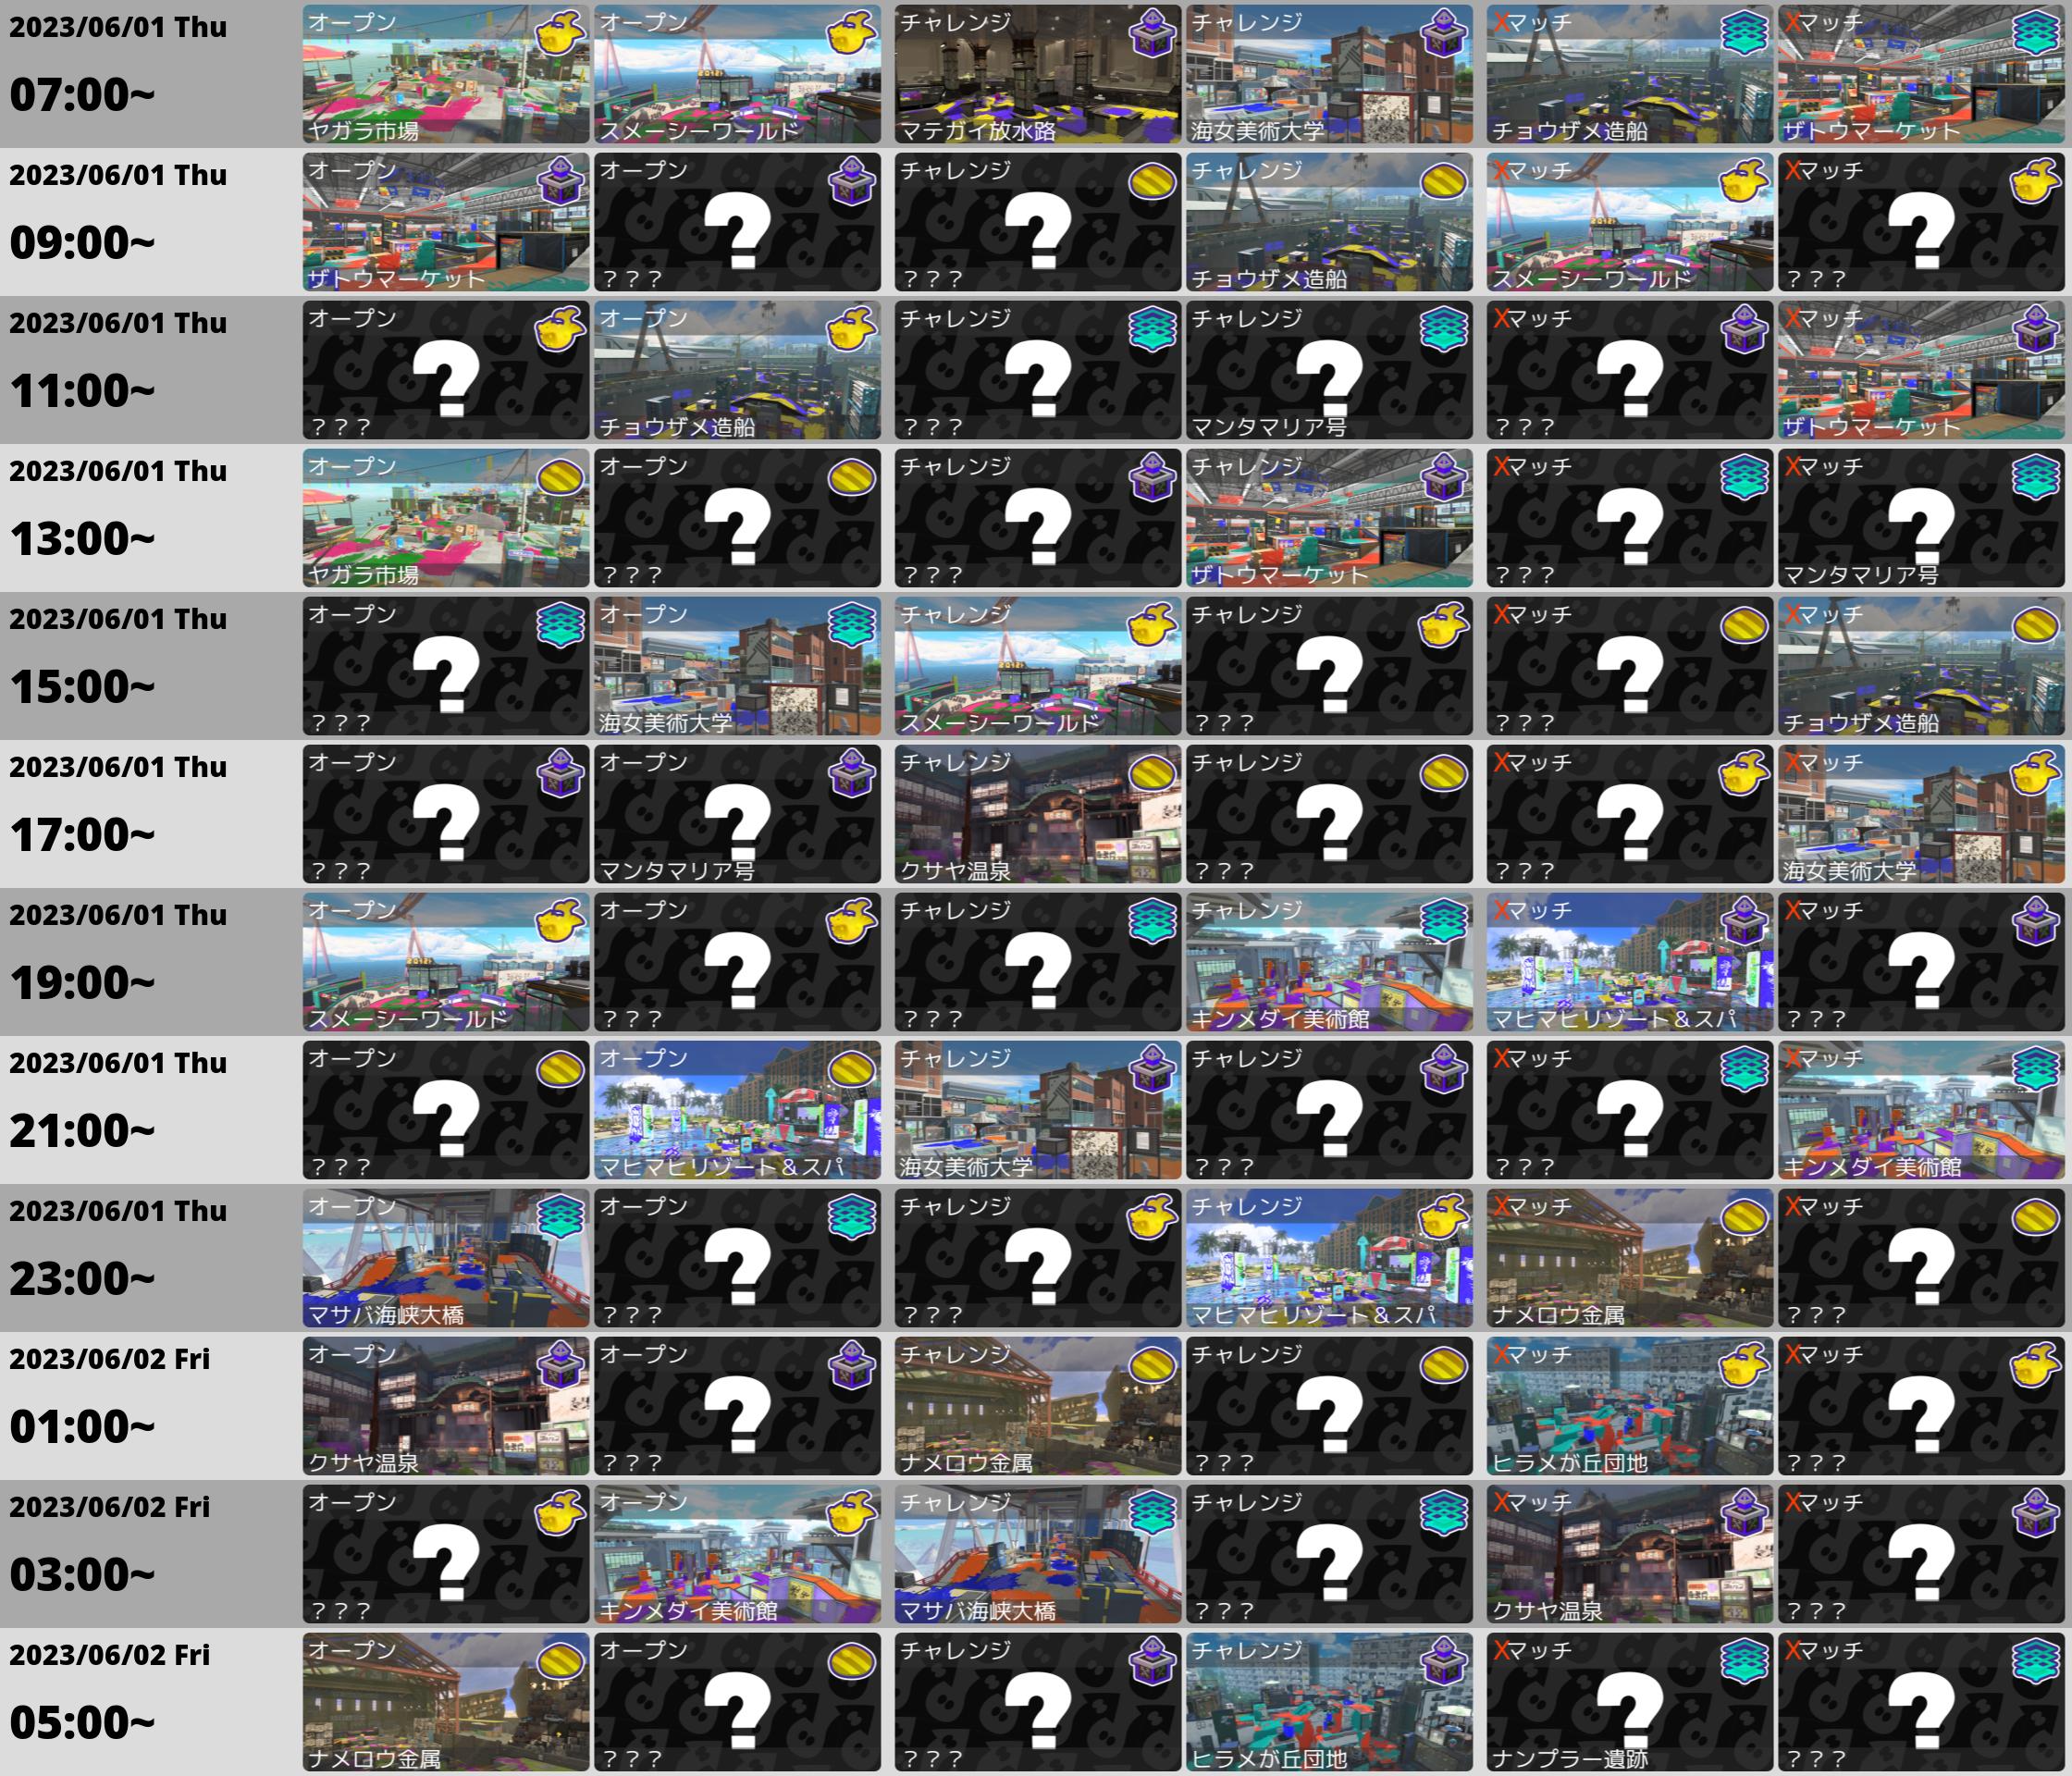 2023/06/01 Thu
07:00~
オープン
ヤガラ市場
オープン
スメーシーワールド
チャレンジ
マテガイ放水路
チャレンジ
海女美術大学
Xマッチ
チョウザメ造船
Xマッチ
ザトウマーケット
2023/06/01 Thu
09:00~
オープン
ザトウマーケット
オープン
？？？
チャレンジ
？？？
チャレンジ
チョウザメ造船
Xマッチ
スメーシーワールド
Xマッチ
？？？
2023/06/01 Thu
11:00~
オープン
？？？
オープン
チョウザメ造船
チャレンジ
？？？
チャレンジ
マンタマリア号
Xマッチ
？？？
Xマッチ
ザトウマーケット
2023/06/01 Thu
13:00~
オープン
ヤガラ市場
オープン
？？？
チャレンジ
？？？
チャレンジ
ザトウマーケット
Xマッチ
？？？
Xマッチ
マンタマリア号
2023/06/01 Thu
15:00~
オープン
？？？
オープン
海女美術大学
チャレンジ
スメーシーワールド
チャレンジ
？？？
Xマッチ
？？？
Xマッチ
チョウザメ造船
2023/06/01 Thu
17:00~
オープン
？？？
オープン
マンタマリア号
チャレンジ
クサヤ温泉
チャレンジ
？？？
Xマッチ
？？？
Xマッチ
海女美術大学
2023/06/01 Thu
19:00~
オープン
スメーシーワールド
オープン
？？？
チャレンジ
？？？
チャレンジ
キンメダイ美術館
Xマッチ
マヒマヒリゾート＆スパ
Xマッチ
？？？
2023/06/01 Thu
21:00~
オープン
？？？
オープン
マヒマヒリゾート＆スパ
チャレンジ
海女美術大学
チャレンジ
？？？
Xマッチ
？？？
Xマッチ
キンメダイ美術館
2023/06/01 Thu
23:00~
オープン
マサバ海峡大橋
オープン
？？？
チャレンジ
？？？
チャレンジ
マヒマヒリゾート＆スパ
Xマッチ
ナメロウ金属
Xマッチ
？？？
2023/06/02 Fri
01:00~
オープン
クサヤ温泉
オープン
？？？
チャレンジ
ナメロウ金属
チャレンジ
？？？
Xマッチ
ヒラメが丘団地
Xマッチ
？？？
2023/06/02 Fri
03:00~
オープン
？？？
オープン
キンメダイ美術館
チャレンジ
マサバ海峡大橋
チャレンジ
？？？
Xマッチ
クサヤ温泉
Xマッチ
？？？
2023/06/02 Fri
05:00~
オープン
ナメロウ金属
オープン
？？？
チャレンジ
？？？
チャレンジ
ヒラメが丘団地
Xマッチ
ナンプラー遺跡
Xマッチ
？？？